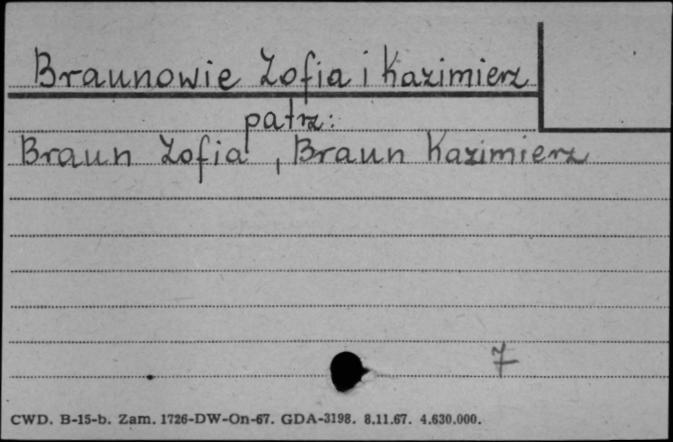 Braunowie Zofia i Kazimierz
patrz:
Braun Zofia, Braun Kazimierz
7
CWD. B-15-b. Zam. 1726-DW-On-67. GDA-3198. 8.11.67. 4.630.000.